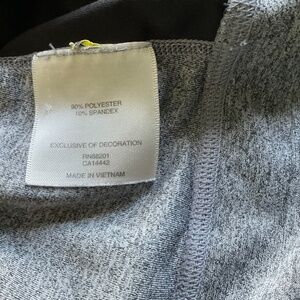 90% POLYESTER
10% SPANDEX
EXCLUSIVE OF DECORATION
RN88201
CA14442
MADE IN VIETNAM